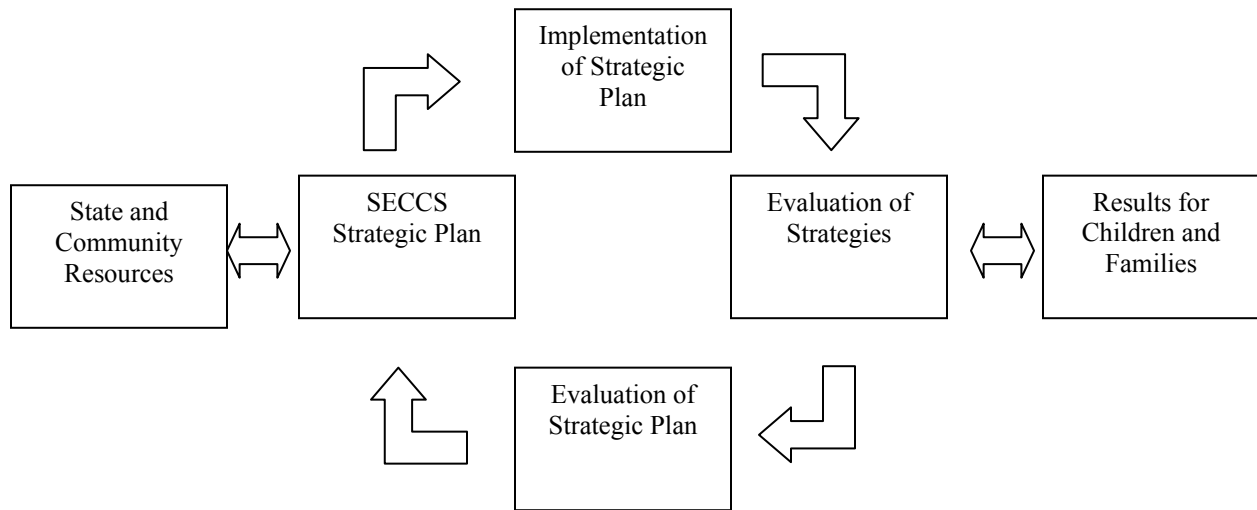 Implementation
of Strategic
Plan
State and
Community
Resources
SECCS
Strategic Plan
Evaluation of
Strategies
Results for
Children and
Families
Evaluation of
Strategic Plan